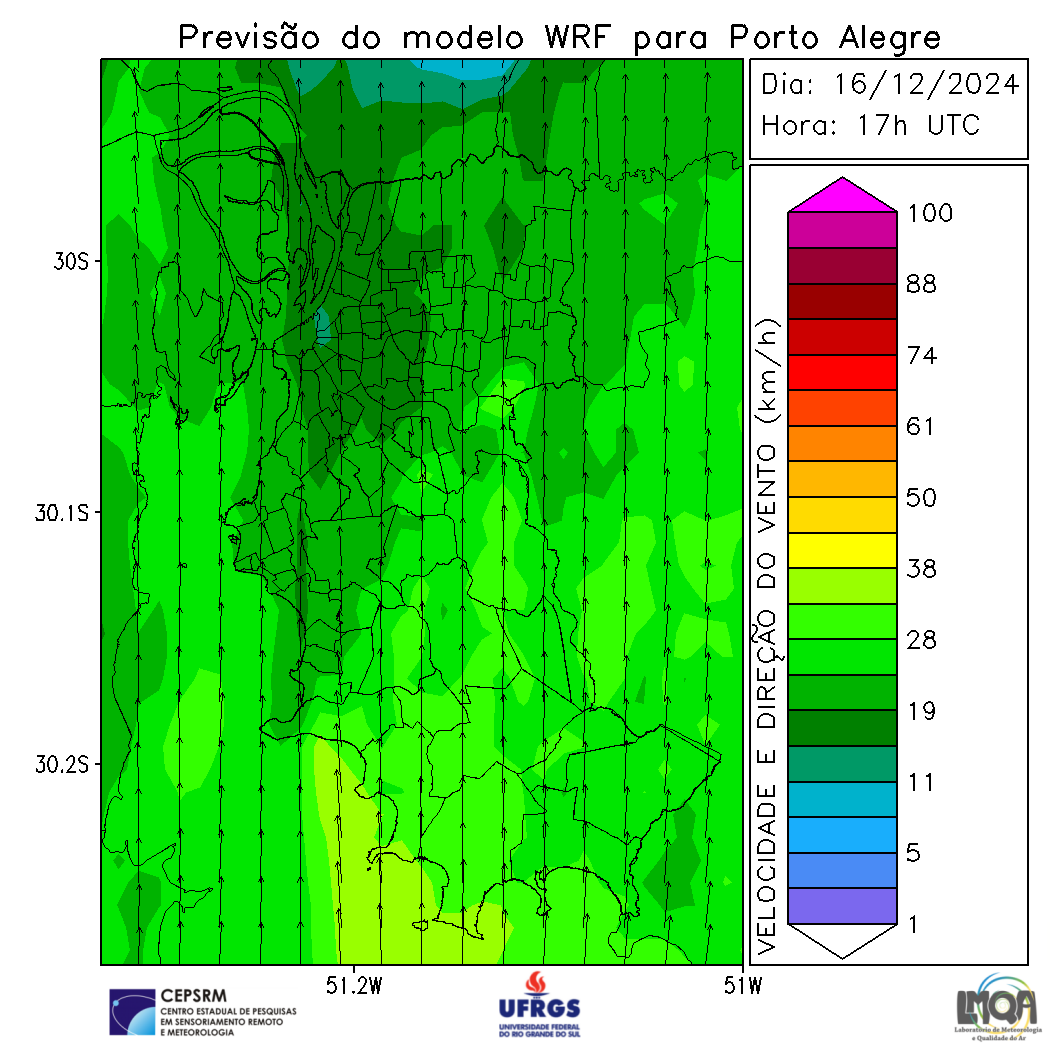 Previsão do modelo WRF para Porto Alegre
Dia: 16/12/2024
Hora: 17h UTC
100
88
74
61
50
38
28
19
11
5
1
VELOCIDADE E DIREÇÃO DO VENTO (km/h)
30S
30.1S
30.2S
51.2W
51W
CEPSRM
CENTRO ESTADUAL DE PESQUISAS
EM SENSORIAMENTO REMOTO
E METEOROLOGIA
UFRGS
UNIVERSIDADE FEDERAL
DO RIO GRANDE DO SUL
LMQA
Laboratório de Meteorologia
e Qualidade do Ar